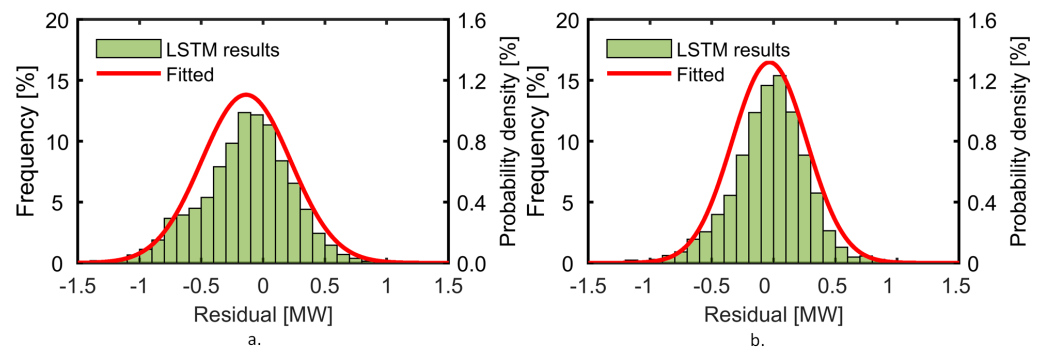 20
15
10
5
0
Frequency [%]
LSTM results
Fitted
1.6
1.2
0.8
0.4
0.0
Probability density [%]
-1.5 -1 -0.5 0 0.5 1 1.5
Residual [MW]
a.
20
15
10
5
0
Frequency [%]
LSTM results
Fitted
1.6
1.2
0.8
0.4
0.0
Probability density [%]
-1.5 -1 -0.5 0 0.5 1 1.5
Residual [MW]
b.